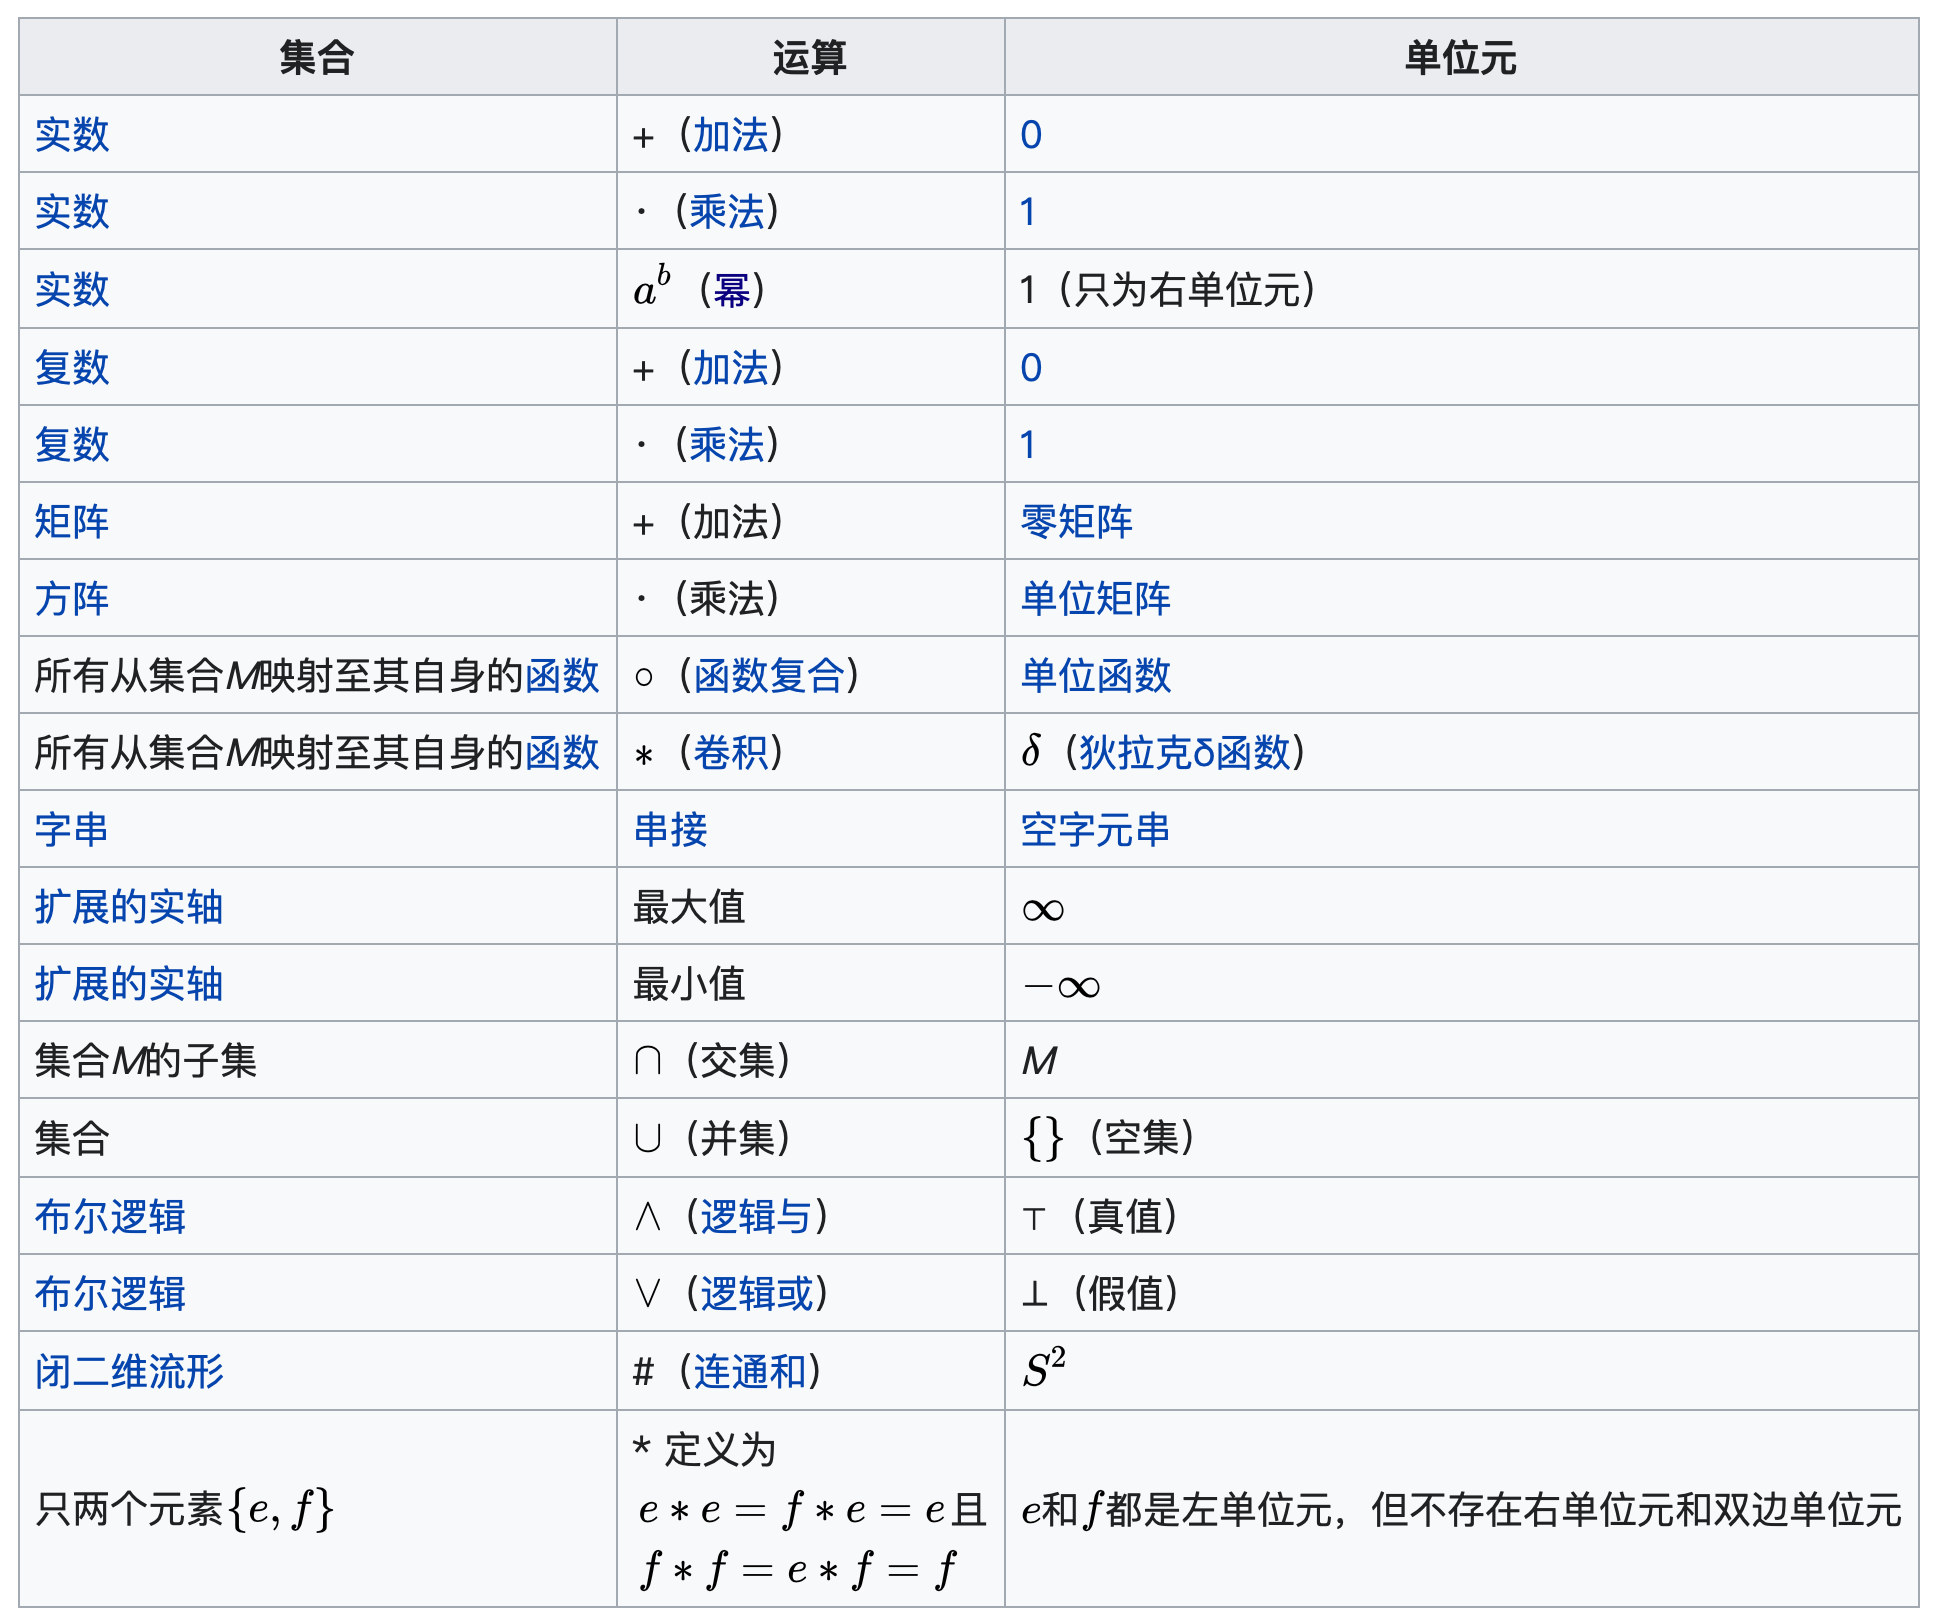 集合 运算 单位元
实数 +（加法） 0
实数 ·（乘法） 1
实数 a^b（幂） 1（只为右单位元）
复数 +（加法） 0
复数 ·（乘法） 1
矩阵 +（加法） 零矩阵
方阵 ·（乘法） 单位矩阵
所有从集合M映射至其自身的函数 ∘（函数复合） 单位函数
所有从集合M映射至其自身的函数 ∗（卷积） δ（狄拉克δ函数）
字串 串接 空字元串
扩展的实轴 最大值 ∞
扩展的实轴 最小值 −∞
集合M的子集 ∩（交集） M
集合 ∪（并集） {}（空集）
布尔逻辑 ∧（逻辑与） ⊤（真值）
布尔逻辑 ∨（逻辑或） ⊥（假值）
闭二维流形 #（连通和） S²
只两个元素{e, f}
* 定义为
e ∗ e = f ∗ e = e且
f ∗ f = e ∗ f = f
e和f都是左单位元，但不存在右单位元和双边单位元